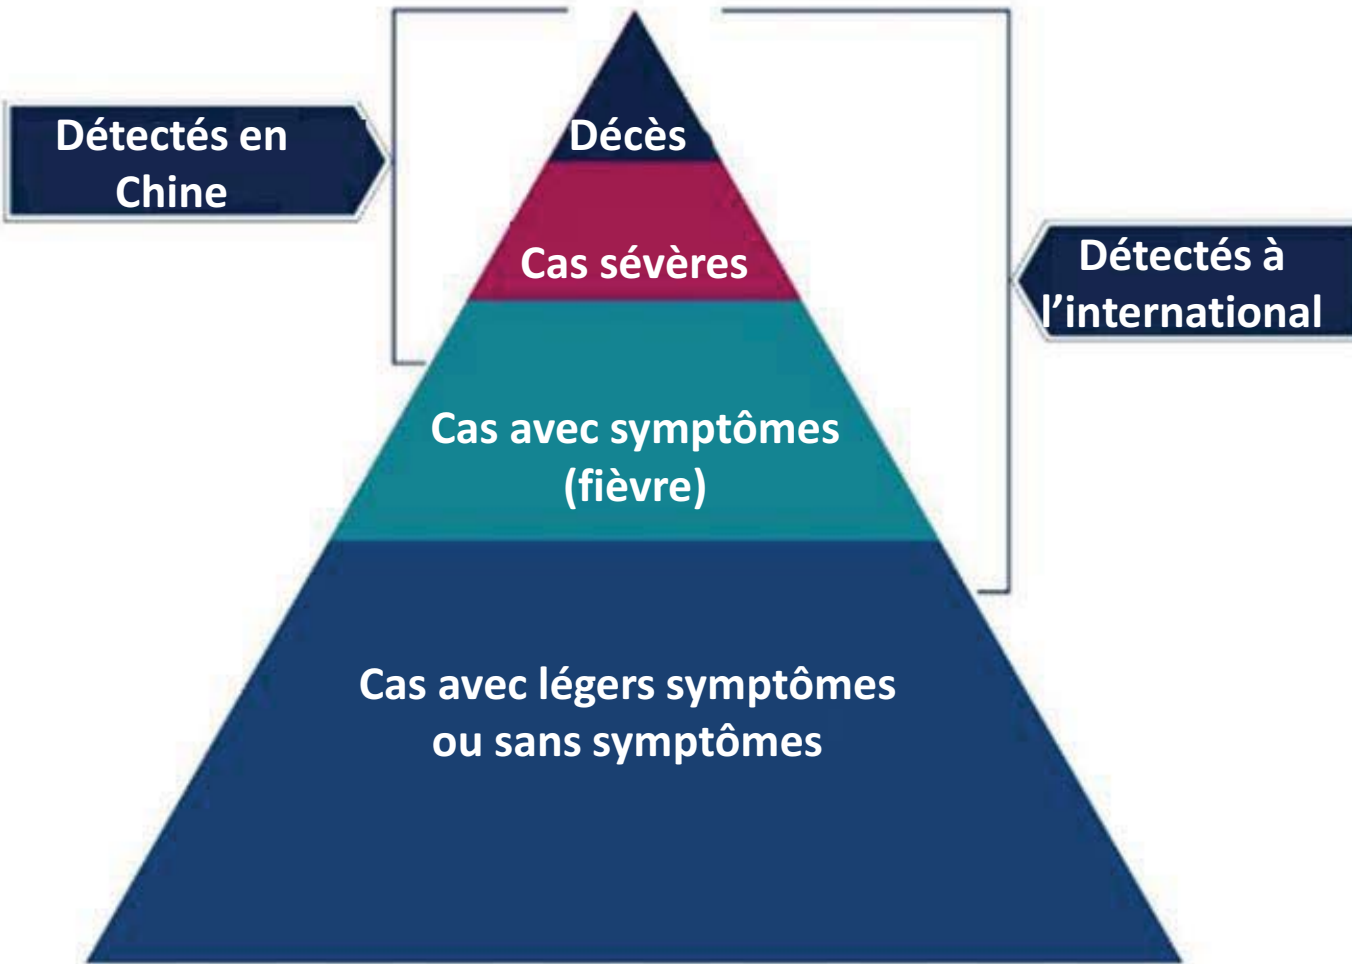 Détectés en
Chine
Décès
Cas sévères
Détectés à
l’international
Cas avec symptômes
(fièvre)
Cas avec légers symptômes
ou sans symptômes